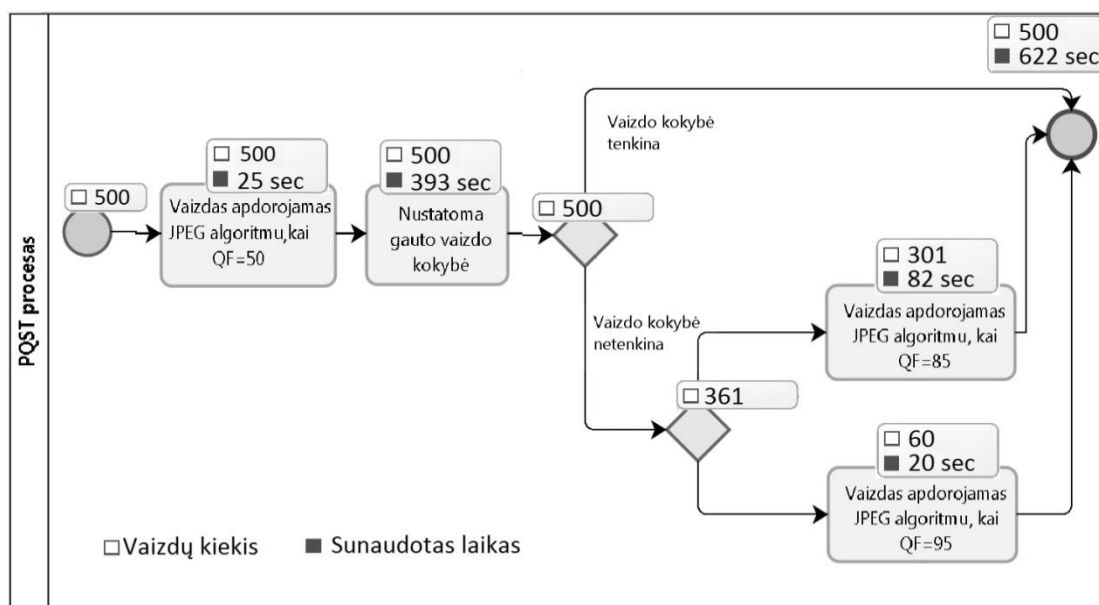 PQST procesas
500
500
25 sec
Vaizdas apdorojamas
JPEG algoritmu,kai
QF=50
500
393 sec
Nustatoma
gauto vaizdo
kokybė
500
Vaizdo kokybė
tenkina
500
622 sec
Vaizdo kokybė
netenkina
361
301
82 sec
Vaizdas apdorojamas
JPEG algoritmu, kai
QF=85
60
20 sec
Vaizdas apdorojamas
JPEG algoritmu, kai
QF=95
Vaizdų kiekis
Sunaudotas laikas